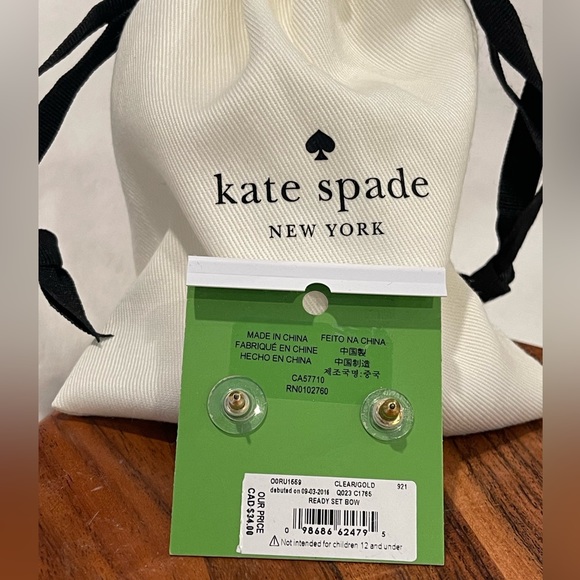 kate spade
NEW YORK
MADE IN CHINA FEITO NA CHINA
FABRIQUÉ EN CHINE 中国製
HECHO EN CHINA 中国制造
제조국명:중국
CA57710
RN0102760
O0RU1659 CLEAR/GOLD 921
debuted on 09-03-2016 Q023 C1765
READY SET BOW
OUR PRICE
CAD $34.00
0 98686 62479 5
Not intended for children 12 and under